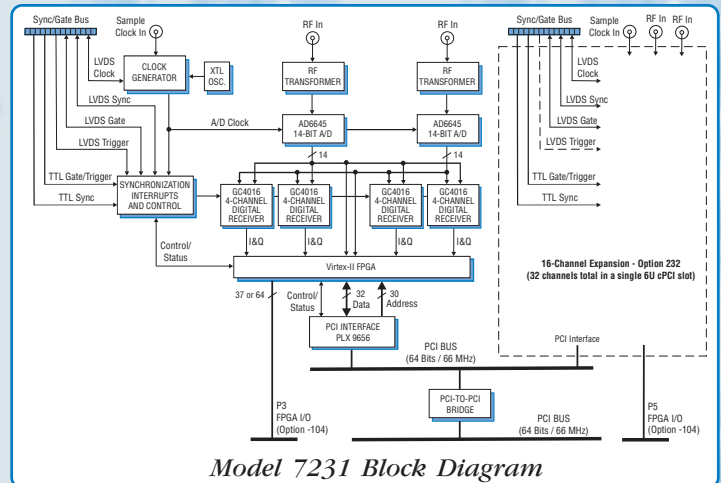 Sync/Gate Bus
Sample
Clock In
RF In
RF In
Sync/Gate Bus
Sample
Clock In
RF In
RF In
LVDS
Clock
CLOCK
GENERATOR
XTL
OSC.
RF
TRANSFORMER
RF
TRANSFORMER
LVDS
Clock
LVDS Sync
LVDS Gate
LVDS Trigger
A/D Clock
AD6645
14-BIT A/D
AD6645
14-BIT A/D
LVDS Sync
LVDS Gate
LVDS Trigger
14
14
TTL Gate/Trigger
TTL Sync
SYNCHRONIZATION
INTERRUPTS
AND CONTROL
GC4016
4-CHANNEL
DIGITAL
RECEIVER
GC4016
4-CHANNEL
DIGITAL
RECEIVER
GC4016
4-CHANNEL
DIGITAL
RECEIVER
GC4016
4-CHANNEL
DIGITAL
RECEIVER
TTL Gate/Trigger
TTL Sync
Control/
Status
I&Q
I&Q
I&Q
I&Q
Virtex-II FPGA
16-Channel Expansion - Option 232
(32 channels total in a single 6U cPCI slot)
37 or 64
Control/
Status
32
Data
30
Address
PCI INTERFACE
PLX 9656
PCI Interface
PCI BUS
(64 Bits / 66 MHz)
PCI-TO-PCI
BRIDGE
P3
FPGA I/O
(Option -104)
PCI BUS
(64 Bits / 66 MHz)
P5
FPGA I/O
(Option -104)
Model 7231 Block Diagram